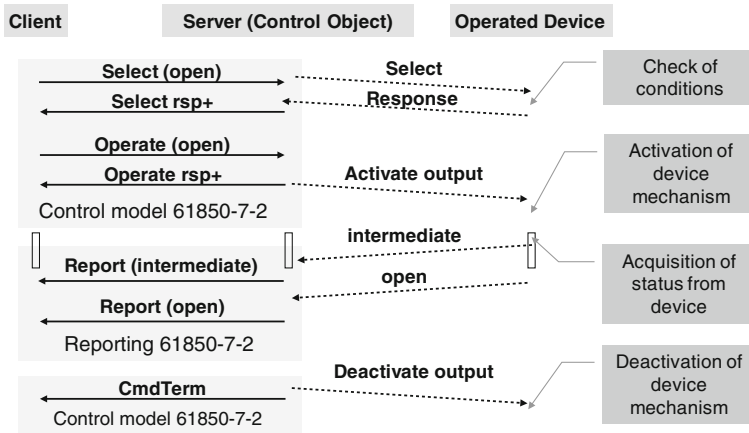 Client
Server (Control Object)
Operated Device
Select (open)
Select
Check of
conditions
Select rsp+
Response
Operate (open)
Operate rsp+
Activate output
Activation of
device
mechanism
Control model 61850-7-2
intermediate
Report (intermediate)
open
Acquisition of
status from
device
Report (open)
Reporting 61850-7-2
Deactivate output
Deactivation of
device
mechanism
CmdTerm
Control model 61850-7-2